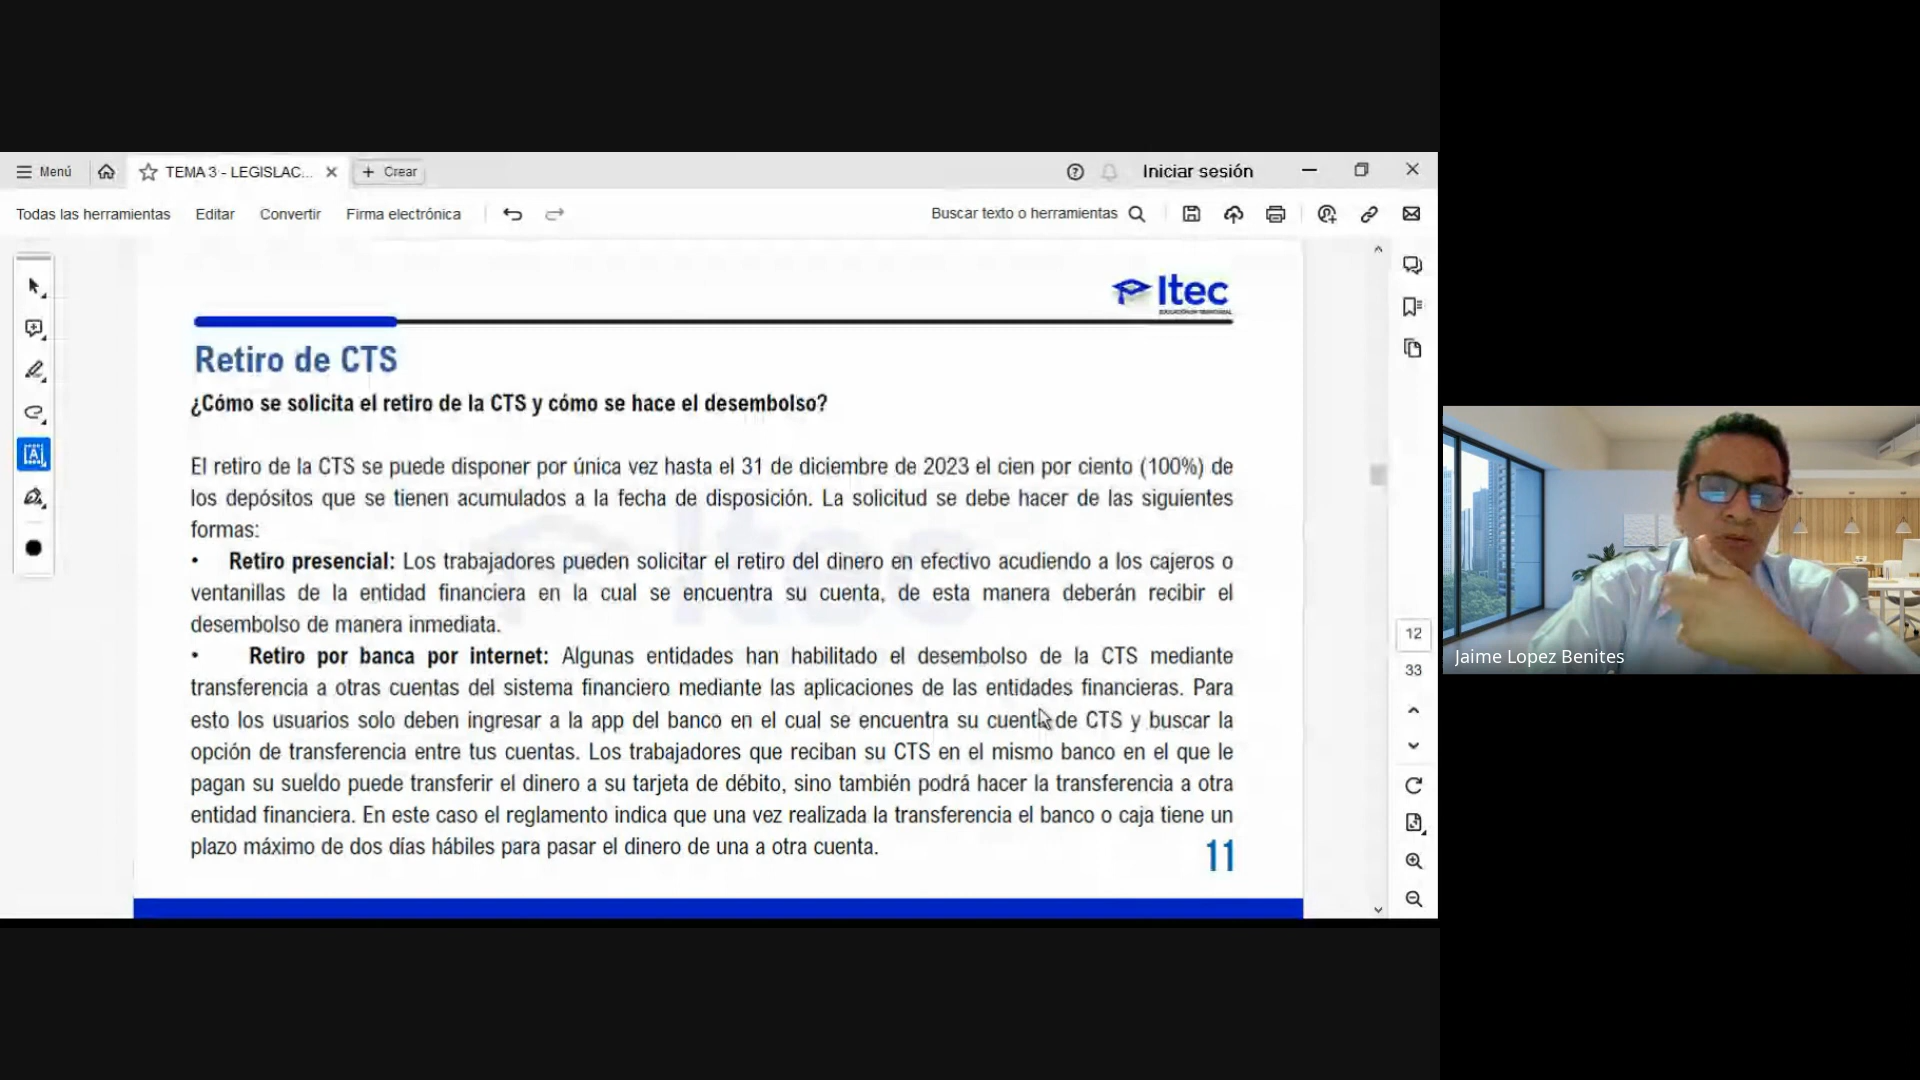 Menú
TEMA 3 - LEGISLAC...
Crear
Iniciar sesión
Todas las herramientas
Editar
Convertir
Firma electrónica
Buscar texto o herramientas
Itec
Retiro de CTS
¿Cómo se solicita el retiro de la CTS y cómo se hace el desembolso?
El retiro de la CTS se puede disponer por única vez hasta el 31 de diciembre de 2023 el cien por ciento (100%) de
los depósitos que se tienen acumulados a la fecha de disposición. La solicitud se debe hacer de las siguientes
formas:
• Retiro presencial: Los trabajadores pueden solicitar el retiro del dinero en efectivo acudiendo a los cajeros o
ventanillas de la entidad financiera en la cual se encuentra su cuenta, de esta manera deberán recibir el
desembolso de manera inmediata.
• Retiro por banca por internet: Algunas entidades han habilitado el desembolso de la CTS mediante
transferencia a otras cuentas del sistema financiero mediante las aplicaciones de las entidades financieras. Para
esto los usuarios solo deben ingresar a la app del banco en el cual se encuentra su cuenta de CTS y buscar la
opción de transferencia entre tus cuentas. Los trabajadores que reciban su CTS en el mismo banco en el que le
pagan su sueldo puede transferir el dinero a su tarjeta de débito, sino también podrá hacer la transferencia a otra
entidad financiera. En este caso el reglamento indica que una vez realizada la transferencia el banco o caja tiene un
plazo máximo de dos días hábiles para pasar el dinero de una a otra cuenta.
11
12
33
Jaime Lopez Benites